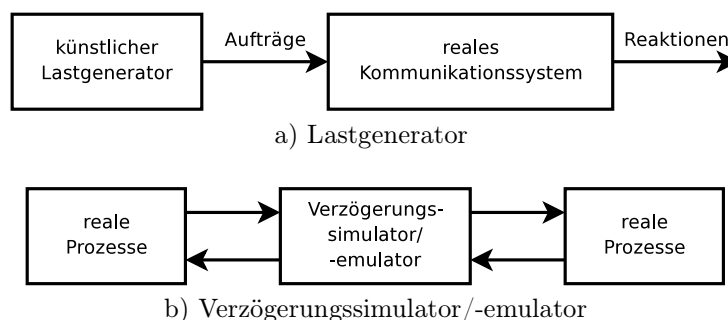 künstlicher
Lastgenerator
Aufträge
reales
Kommunikationssystem
Reaktionen
a) Lastgenerator
reale
Prozesse
Verzögerungs-
simulator/
-emulator
reale
Prozesse
b) Verzögerungssimulator/-emulator